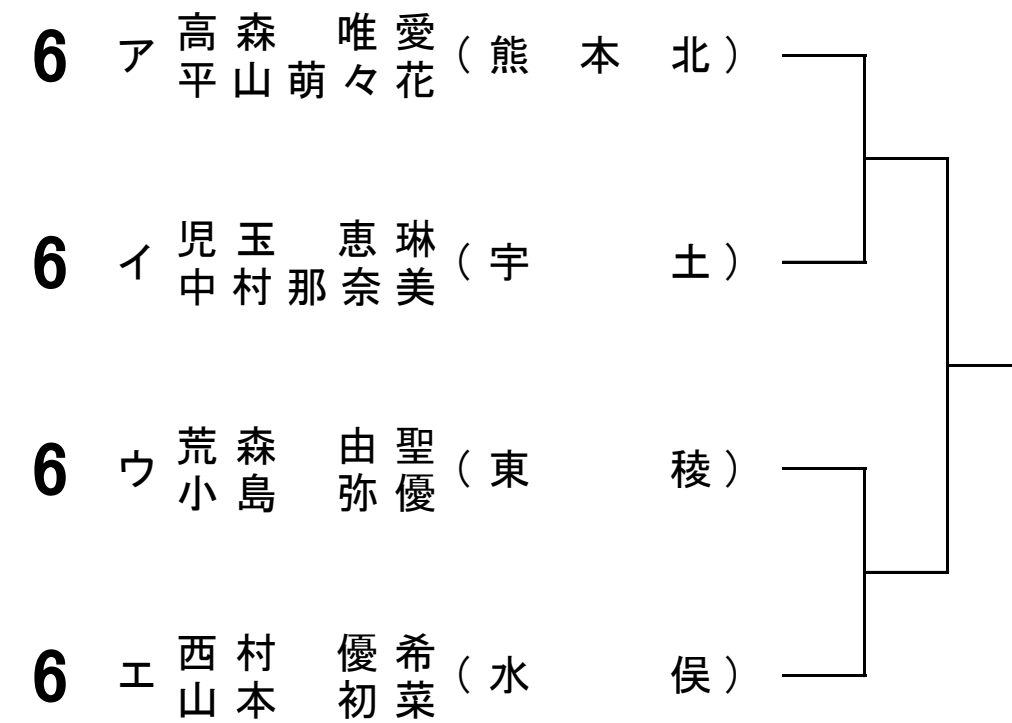 6 ア 高森 唯愛 (熊本北)
平山萌々花
6 イ 児玉 恵琳 (宇土)
中村那奈美
6 ウ 荒森 由聖 (東稜)
小島 弥優
6 エ 西村 優希 (水俣)
山本 初菜